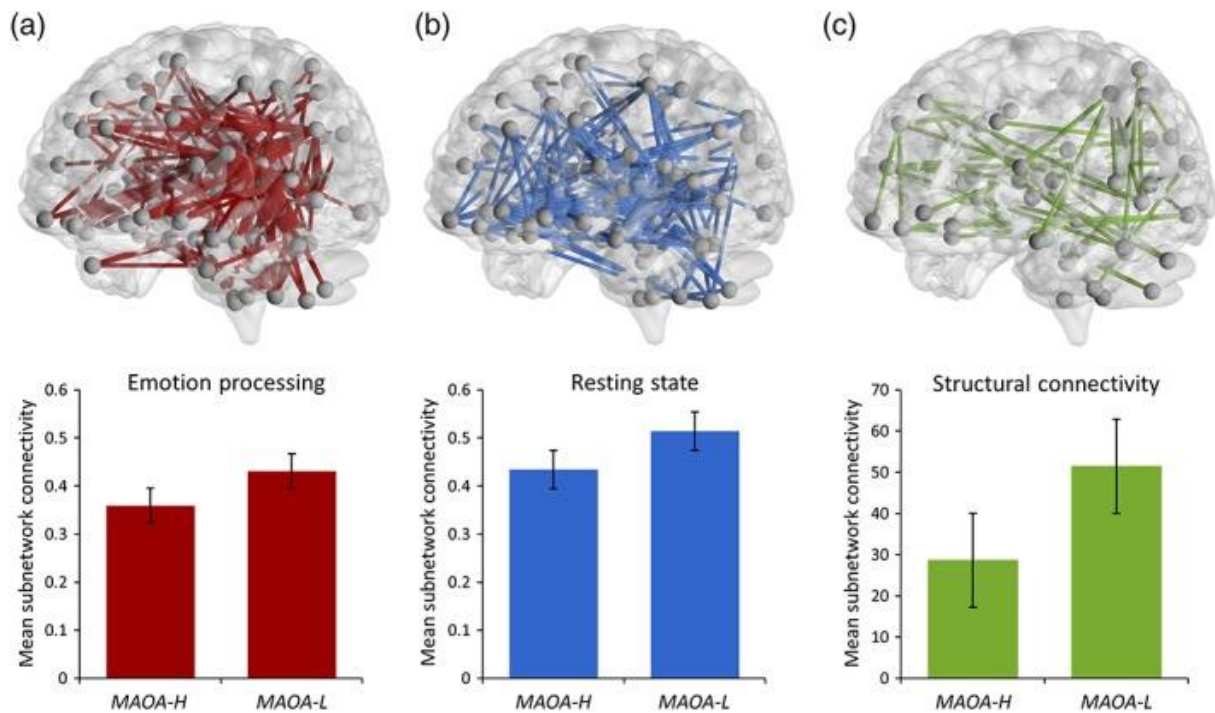 (a)
(b)
(c)
Emotion processing
Mean subnetwork connectivity
0.6
0.5
0.4
0.3
0.2
0.1
0
MAOA-H
MAOA-L
Resting state
Mean subnetwork connectivity
0.6
0.5
0.4
0.3
0.2
0.1
0
MAOA-H
MAOA-L
Structural connectivity
Mean subnetwork connectivity
70
60
50
40
30
20
10
0
MAOA-H
MAOA-L